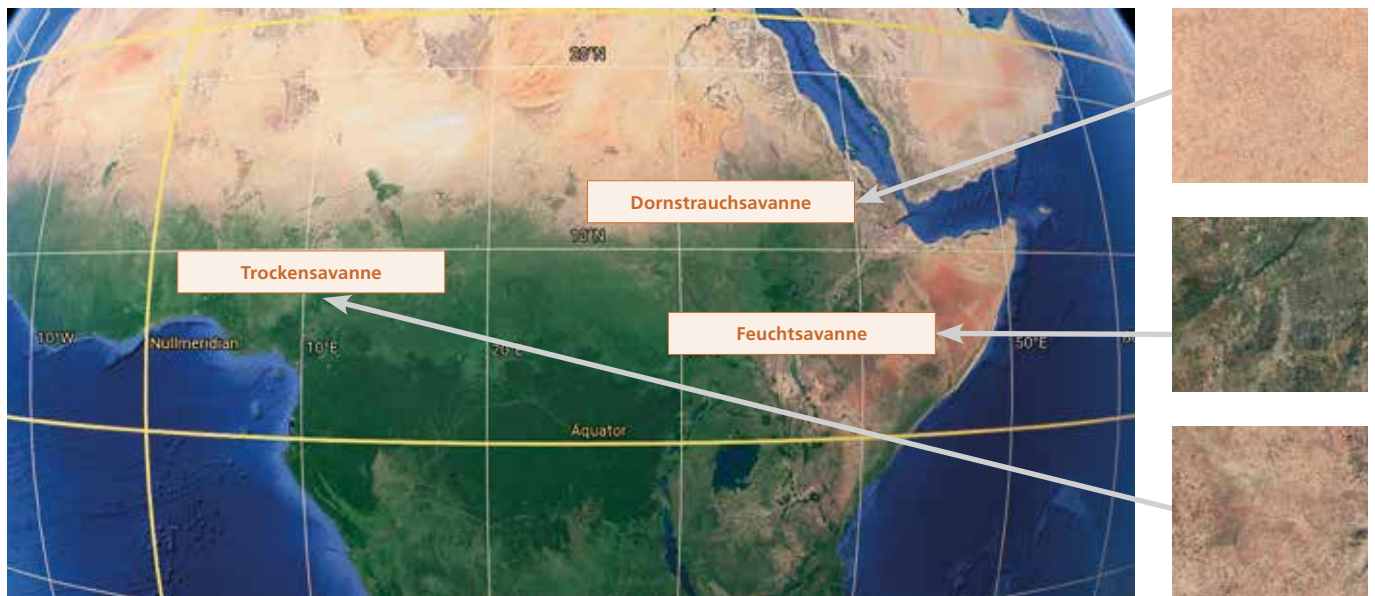 20°N
Dornstrauchsavanne
10°N
Trockensavanne
Feuchtsavanne
10°W
Nullmeridian
10°E
20°E
50°E
Äquator